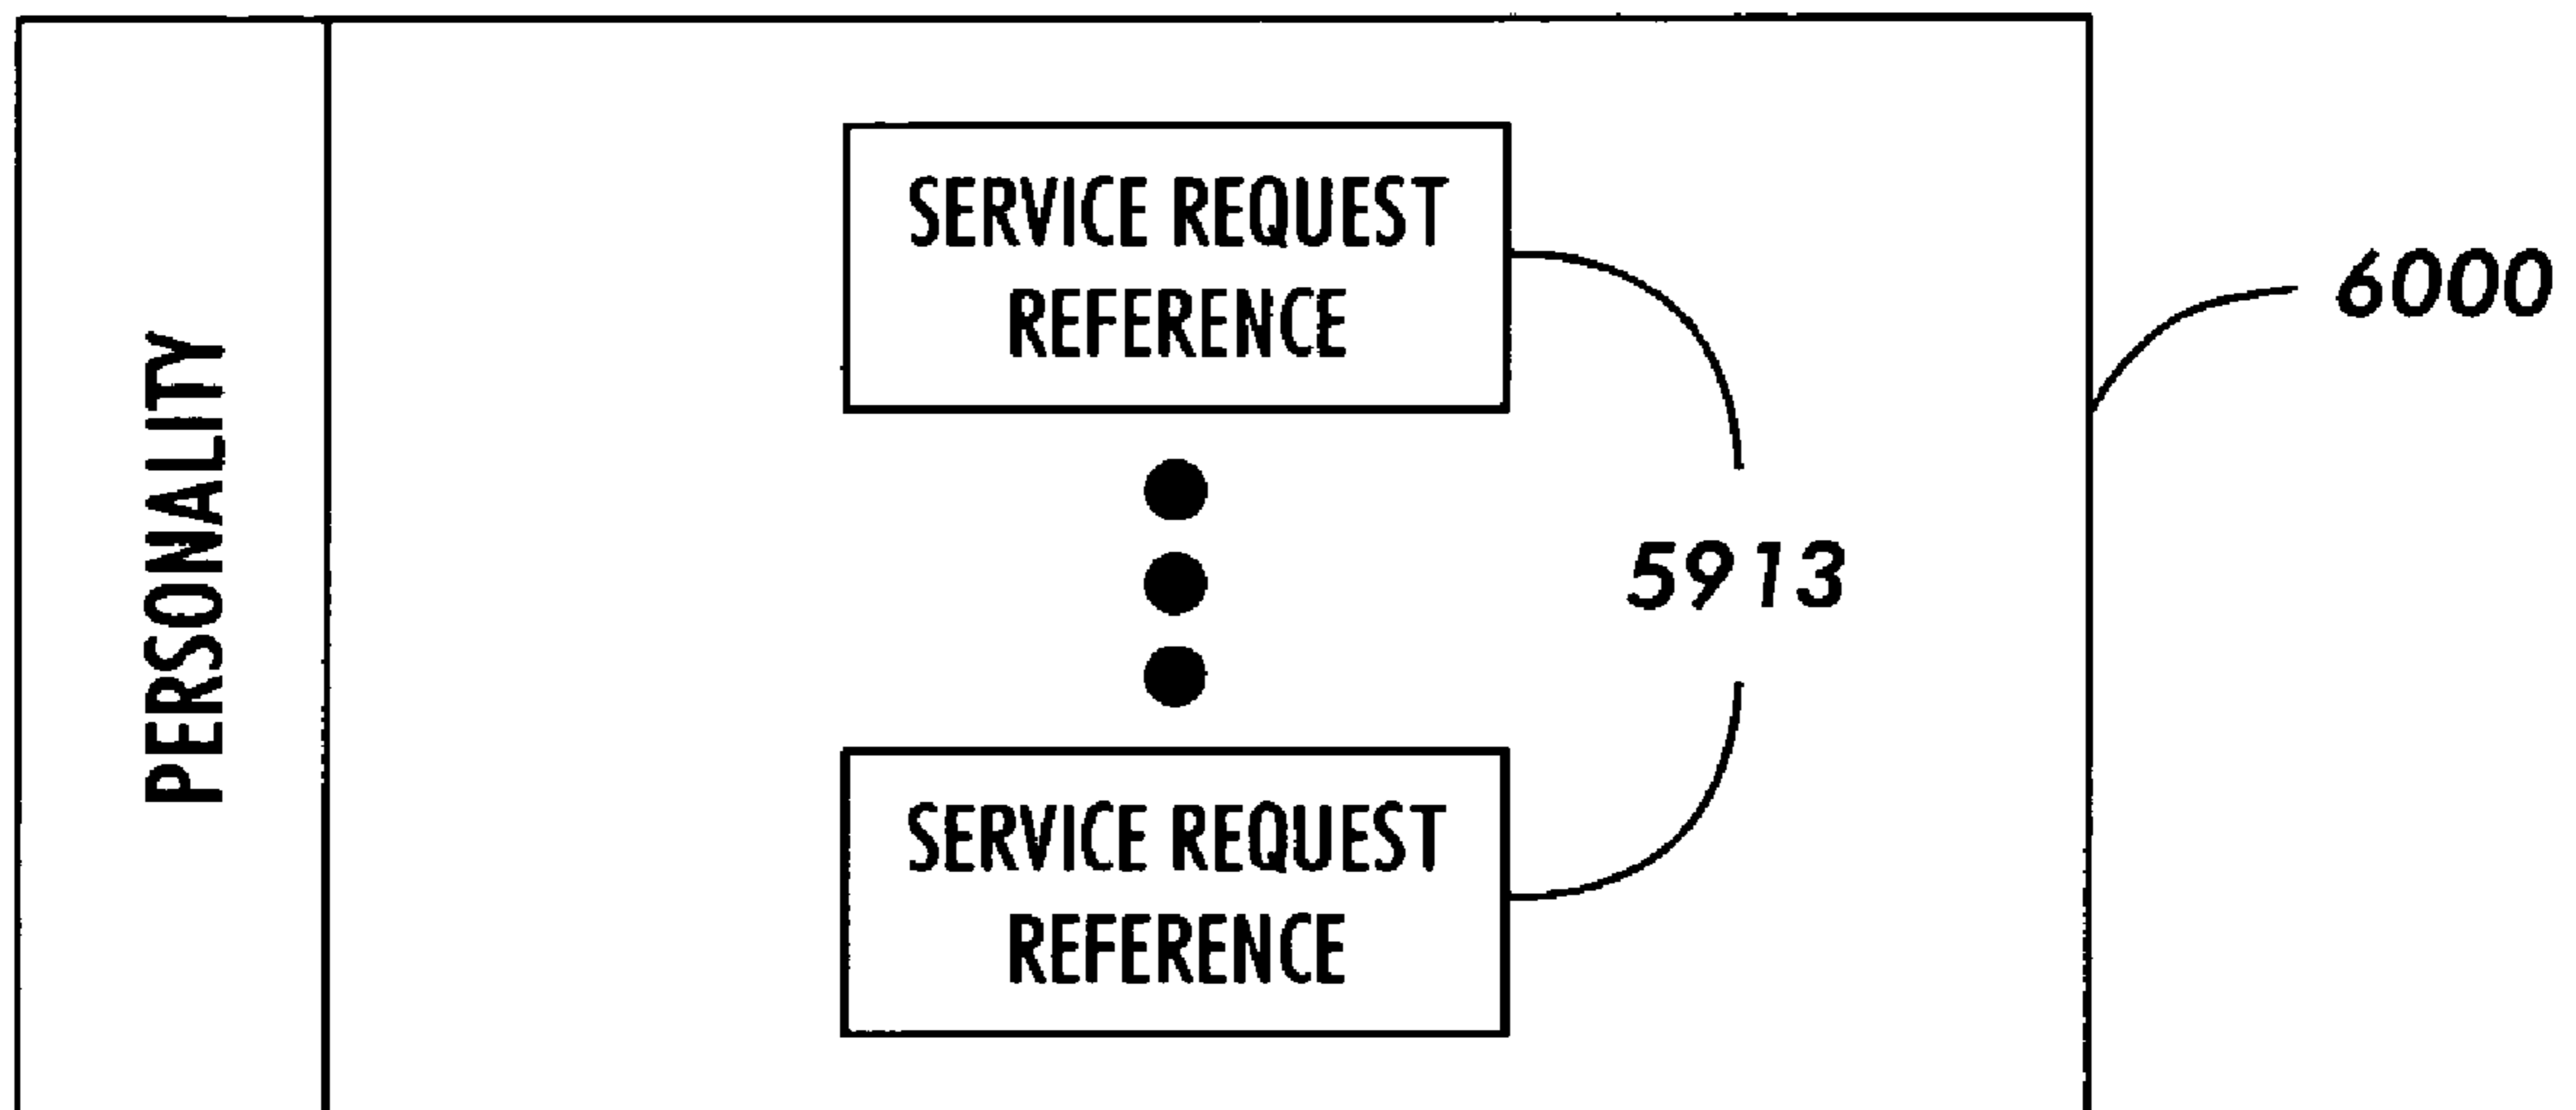 PERSONALITY
SERVICE REQUEST
REFERENCE
6000
5913
SERVICE REQUEST
REFERENCE